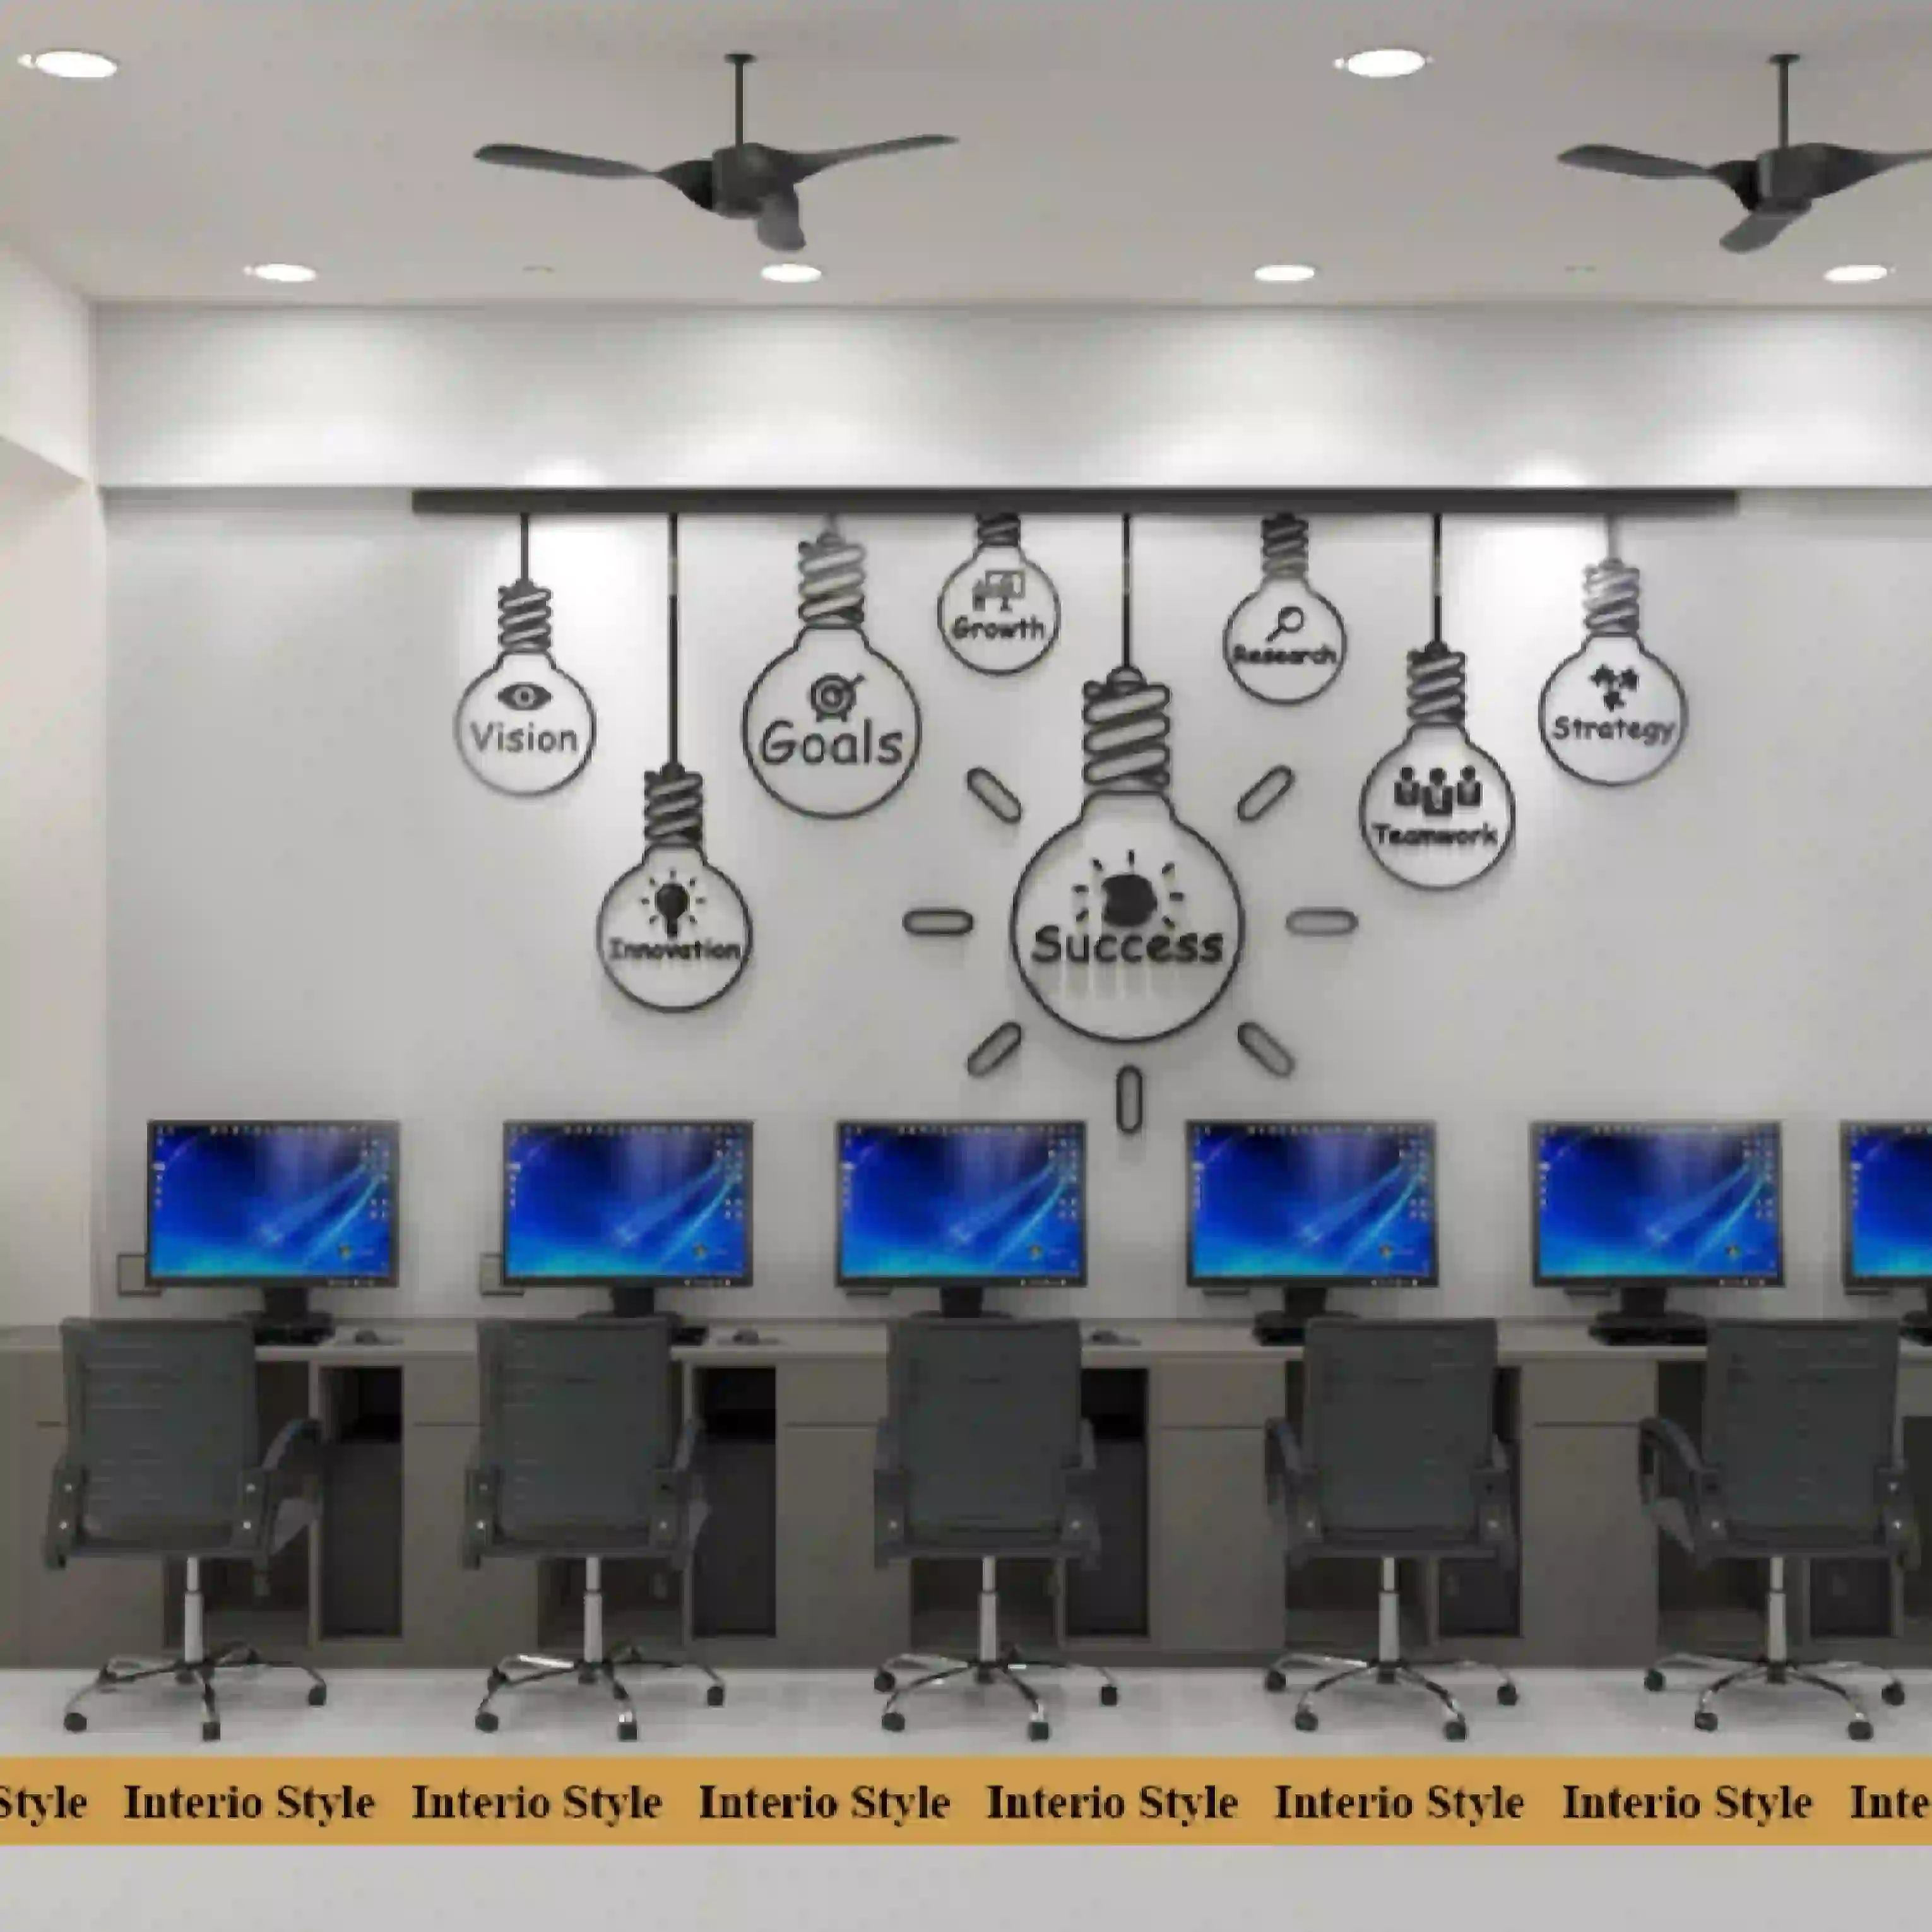 Growth
Research
Vision
Goals
Strategy
Teamwork
Innovation
Success
Style Interio Style Interio Style Interio Style Interio Style Interio Style Interio Style Inte